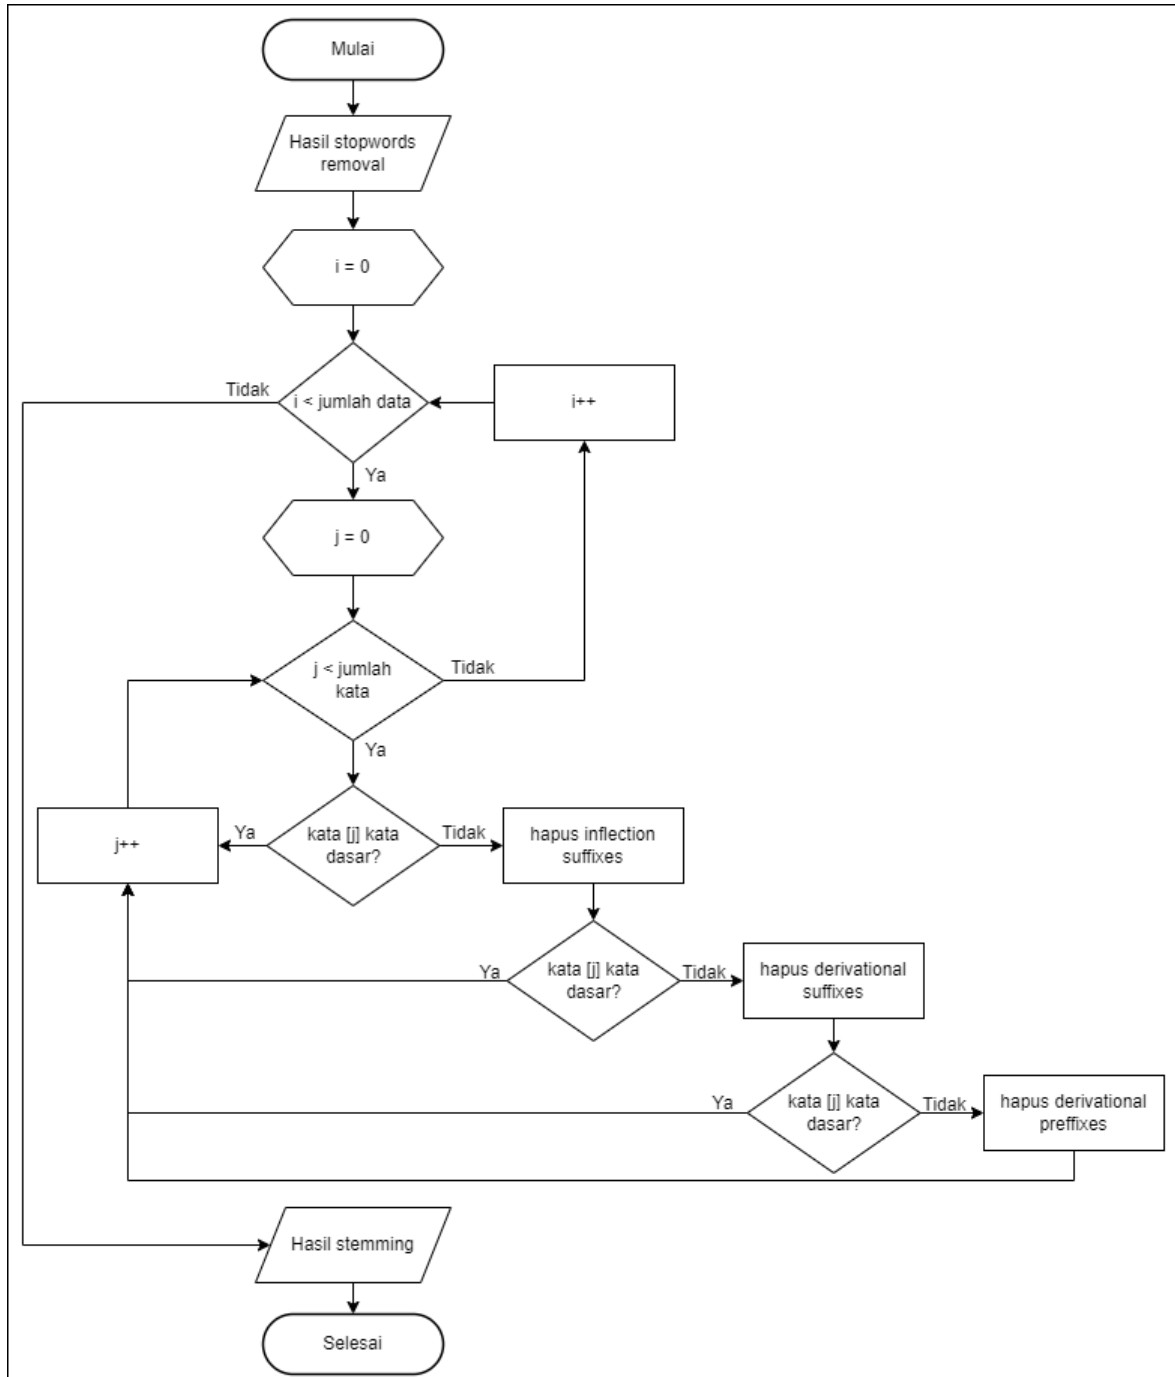 Mulai
Hasil stopwords
removal
i = 0
Tidak
i < jumlah data
i++
Ya
j = 0
j < jumlah
kata
Tidak
Ya
j++
Ya
kata [j] kata
dasar?
Tidak
hapus inflection
suffixes
Ya
kata [j] kata
dasar?
Tidak
hapus derivational
suffixes
Ya
kata [j] kata
dasar?
Tidak
hapus derivational
preffixes
Hasil stemming
Selesai